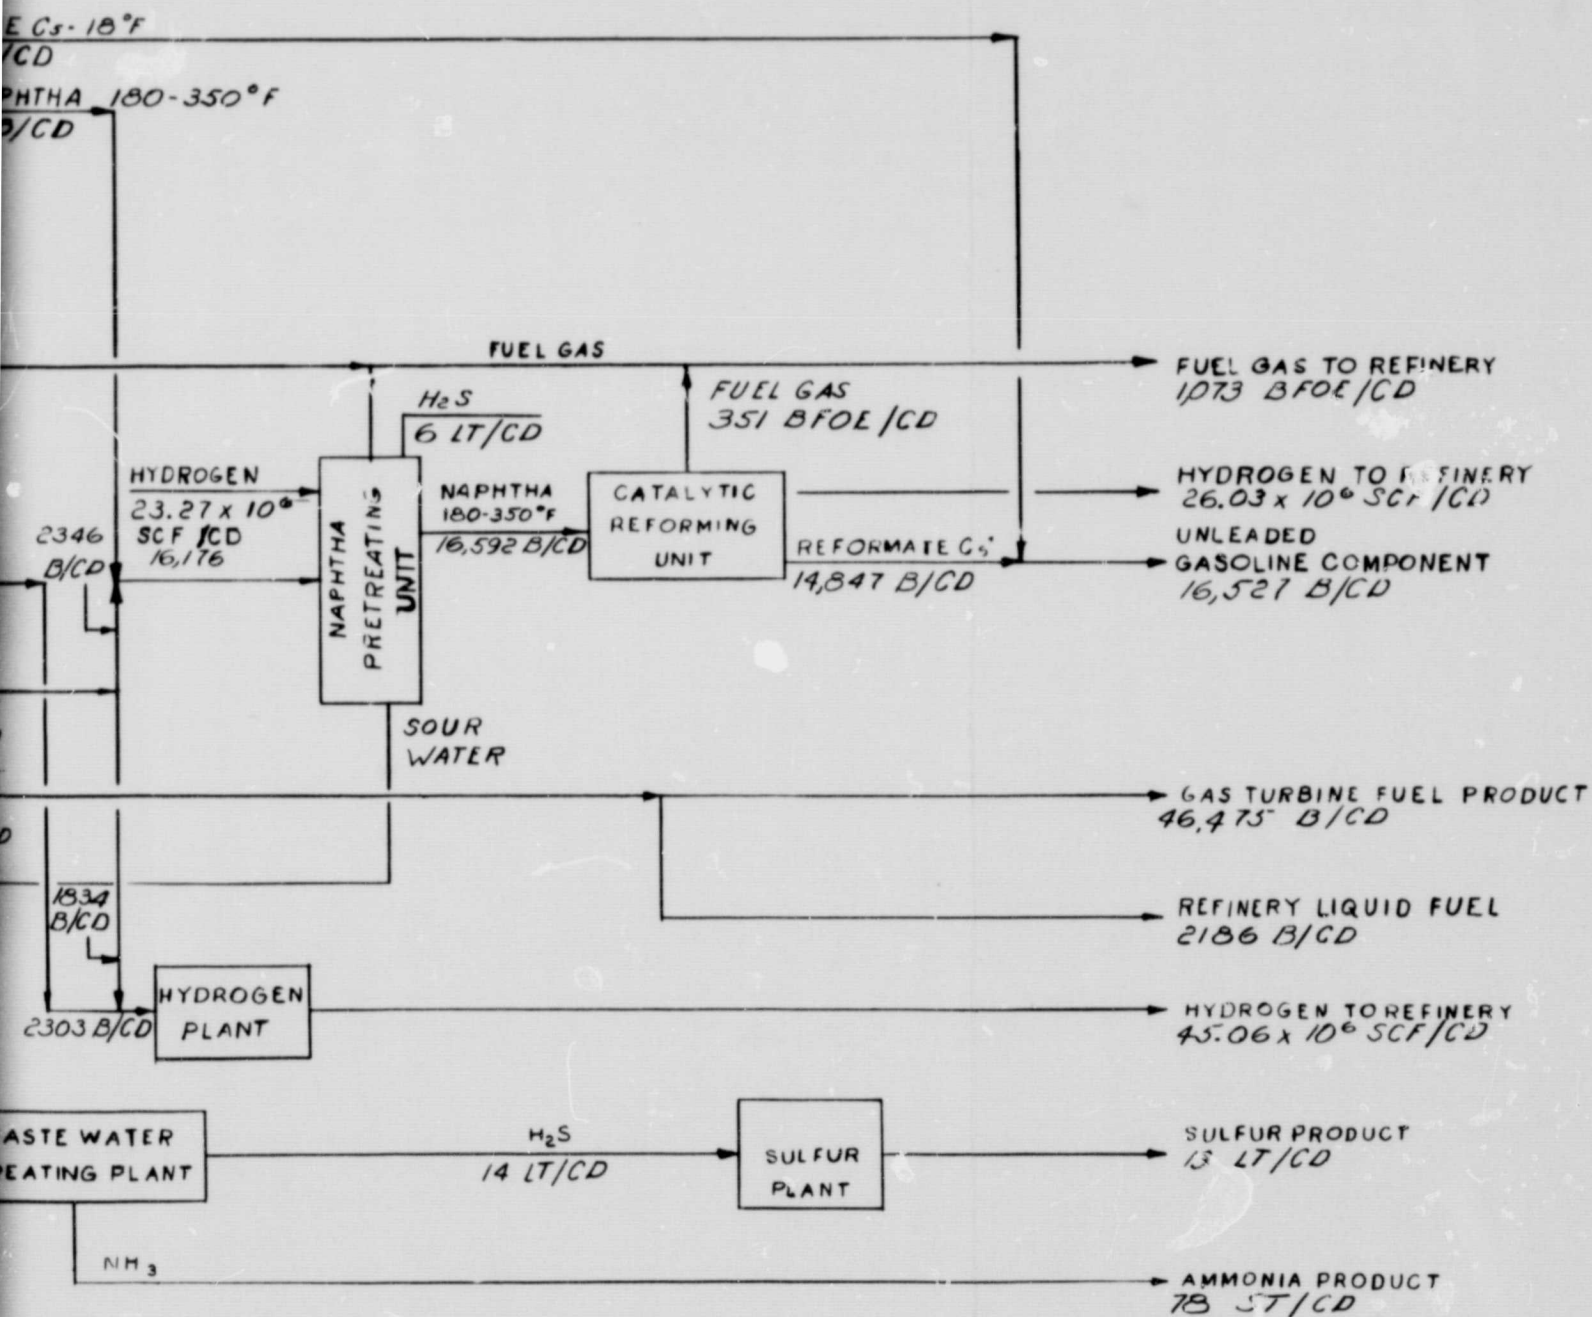 E C5- 18°F
/CD
PHTHA 180-350°F
B/CD
FUEL GAS
FUEL GAS TO REFINERY
1,073 BFOE/CD
FUEL GAS
351 BFOE/CD
H2S
6 LT/CD
HYDROGEN
23.27 x 10⁶
SCF/CD
16,176
2346
B/CD
NAPHTHA
PRETREATING
UNIT
NAPHTHA
180-350°F
16,592 B/CD
CATALYTIC
REFORMING
UNIT
HYDROGEN TO REFINERY
26.03 x 10⁶ SCF/CD
REFORMATE C5+
14,847 B/CD
UNLEADED
GASOLINE COMPONENT
16,527 B/CD
SOUR
WATER
GAS TURBINE FUEL PRODUCT
46,475 B/CD
1834
B/CD
REFINERY LIQUID FUEL
2186 B/CD
2303 B/CD
HYDROGEN
PLANT
HYDROGEN TO REFINERY
45.06 x 10⁶ SCF/CD
ASTE WATER
EATING PLANT
H2S
14 LT/CD
SULFUR
PLANT
SULFUR PRODUCT
13 LT/CD
NH3
AMMONIA PRODUCT
78 ST/CD